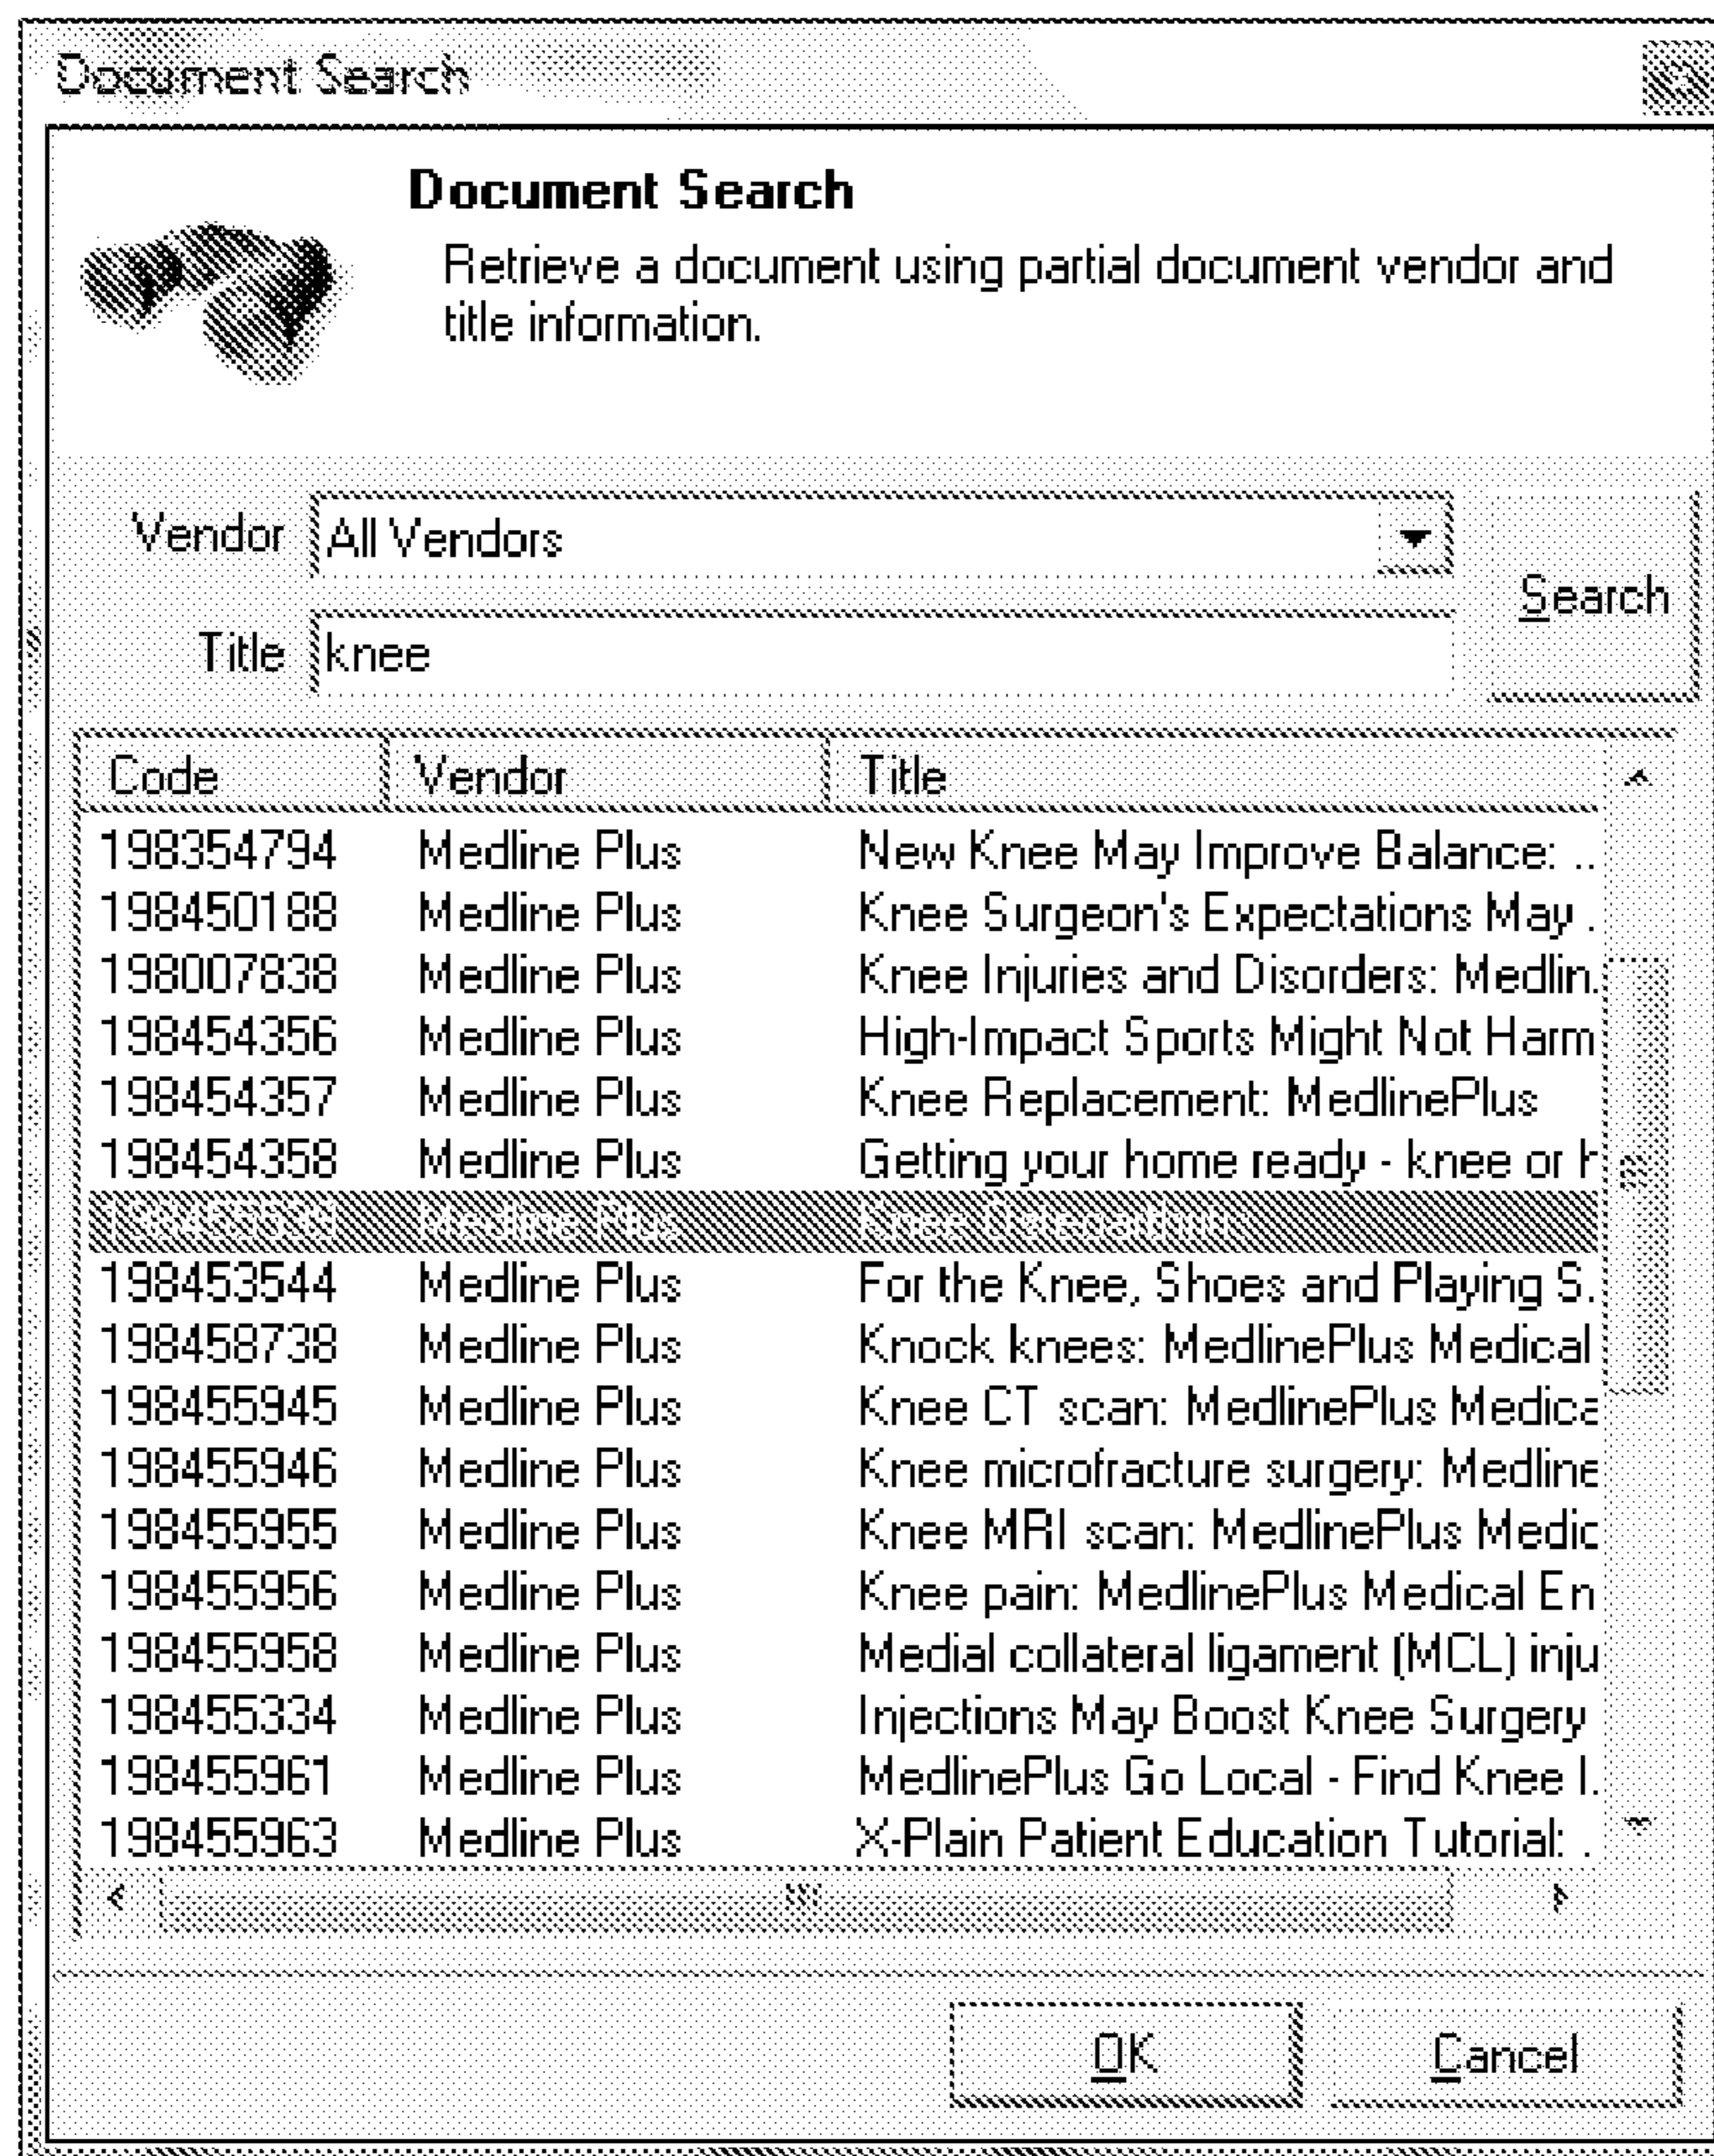 Document Search
Document Search
Retrieve a document using partial document vendor and
title information.
Vendor All Vendors
Search
Title knee
Code Vendor Title
198354794 Medline Plus New Knee May Improve Balance: ..
198450188 Medline Plus Knee Surgeon's Expectations May .
198007838 Medline Plus Knee Injuries and Disorders: Medlin.
198454356 Medline Plus High-Impact Sports Might Not Harm
198454357 Medline Plus Knee Replacement: MedlinePlus
198454358 Medline Plus Getting your home ready - knee or h
Medline Plus Knee
198453544 Medline Plus For the Knee, Shoes and Playing S.
198458738 Medline Plus Knock knees: MedlinePlus Medical
198455945 Medline Plus Knee CT scan: MedlinePlus Medica
198455946 Medline Plus Knee microfracture surgery: Medline
198455955 Medline Plus Knee MRI scan: MedlinePlus Medic
198455956 Medline Plus Knee pain: MedlinePlus Medical En
198455958 Medline Plus Medial collateral ligament (MCL) inju
198455334 Medline Plus Injections May Boost Knee Surgery
198455961 Medline Plus MedlinePlus Go Local - Find Knee I.
198455963 Medline Plus X-Plain Patient Education Tutorial: .
OK Cancel